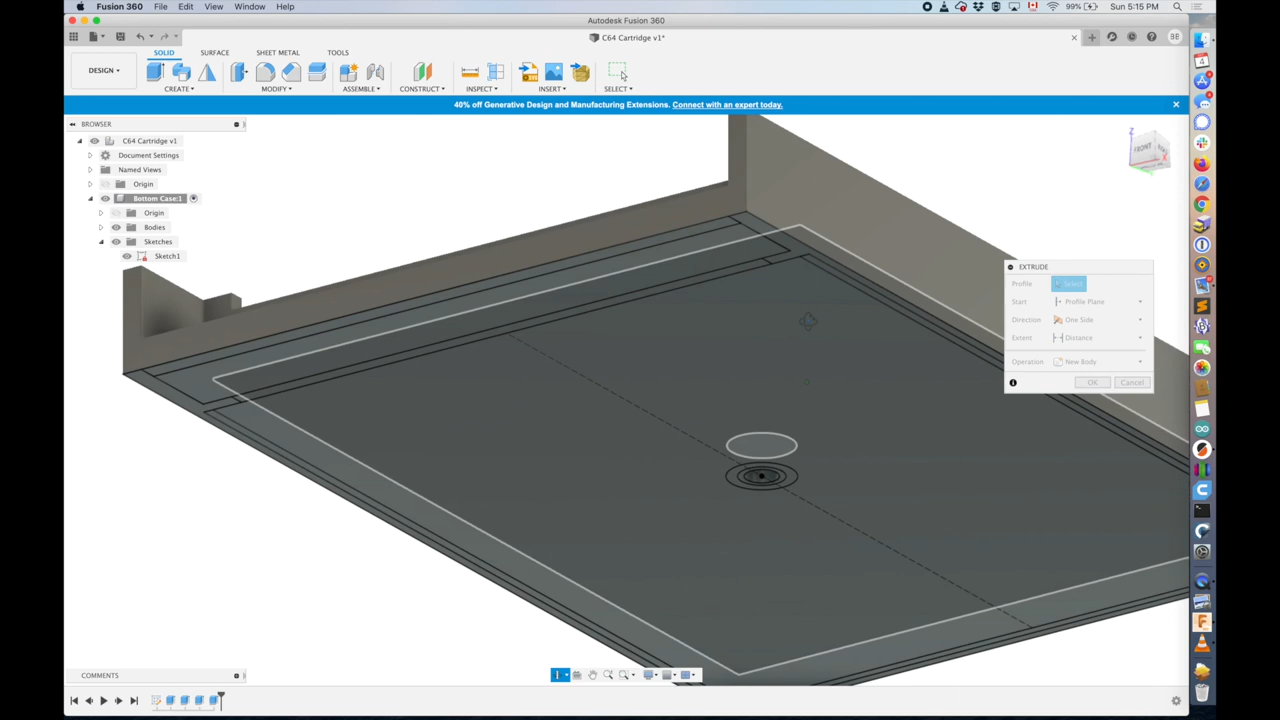 Fusion 360 File Edit View Window Help 99% Sun 5:15 PM
Autodesk Fusion 360
C64 Cartridge v1*
BE
DESIGN
SOLID SURFACE SHEET METAL TOOLS
CREATE MODIFY ASSEMBLE CONSTRUCT INSPECT INSERT SELECT
40% off Generative Design and Manufacturing Extensions. Connect with an expert today.
BROWSER
C64 Cartridge v1
Document Settings
Named Views
Origin
Bottom Case:1
Origin
Bodies
Sketches
Sketch1
Z
FRONT
X
EXTRUDE
Profile Select
Start Profile Plane
Direction One Side
Extent Distance
Operation New Body
OK Cancel
COMMENTS